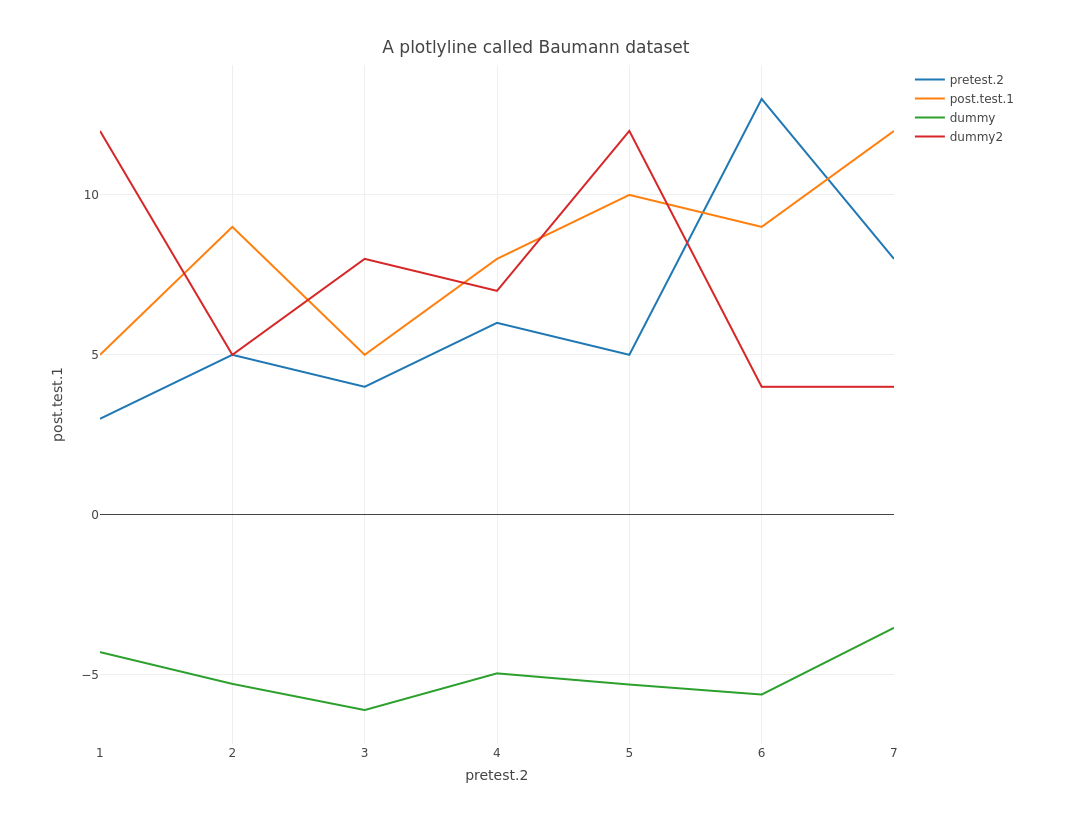 A plotlyline called Baumann dataset
pretest.2
post.test.1
dummy
dummy2
10
5
0
−5
post.test.1
1 2 3 4 5 6 7
pretest.2